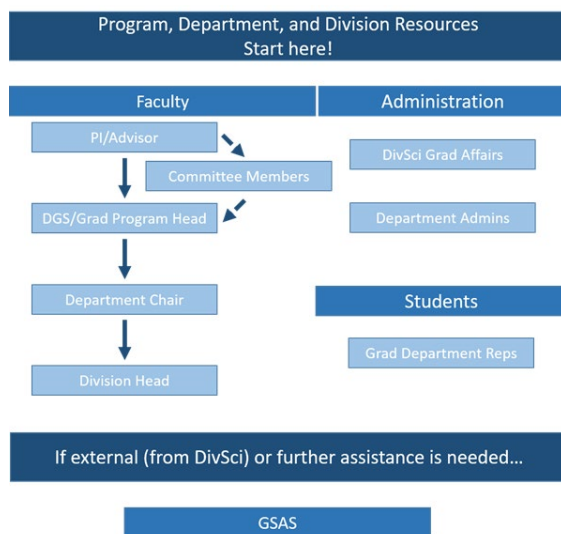 Program, Department, and Division Resources
Start here!
Faculty
PI/Advisor
Committee Members
DGS/Grad Program Head
Department Chair
Division Head
Administration
DivSci Grad Affairs
Department Admins
Students
Grad Department Reps
If external (from DivSci) or further assistance is needed...
GSAS